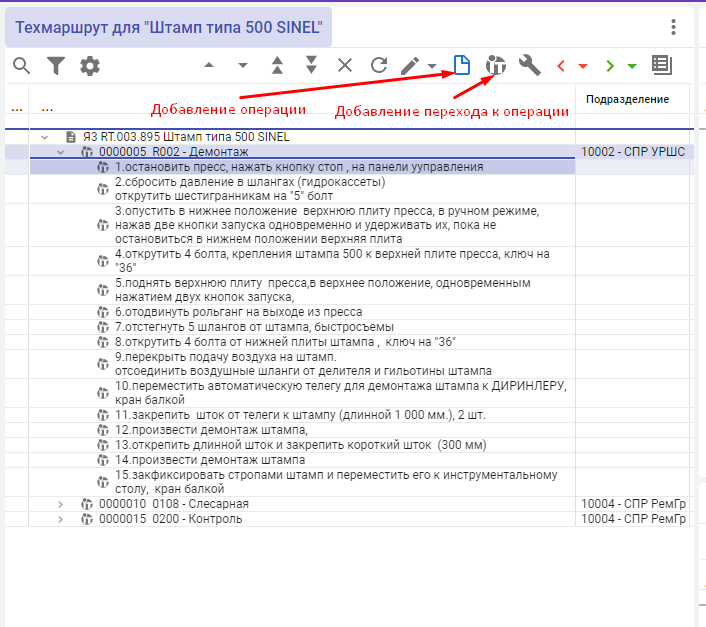 Техмаршрут для "Штамп типа 500 SINEL"
Добавление операции
Добавление перехода к операции
Подразделение
... ...
ЯЗ RT.003.895 Штамп типа 500 SINEL
0000005 R002 - Демонтаж 10002 - СПР УРШС
1.остановить пресс, нажать кнопку стоп , на панели ууправления
2.сбросить давление в шлангах (гидрокассеты)
открутить шестигранникам на "5" болт
3.опустить в нижнее положение верхнюю плиту пресса, в ручном режиме,
нажав две кнопки запуска одновременно и удерживать их, пока не
остановиться в нижнем положении верхняя плита
4.открутить 4 болта, крепления штампа 500 к верхней плите пресса, ключ на
"36"
5.поднять верхнюю плиту пресса,в верхнее положение, одновременным
нажатием двух кнопок запуска,
6.отодвинуть рольганг на выходе из пресса
7.отстегнуть 5 шлангов от штампа, быстросъемы
8.открутить 4 болта от нижней плиты штампа , ключ на "36"
9.перекрыть подачу воздуха на штамп.
отсоединить воздушные шланги от делителя и гильотины штампа
10.переместить автоматическую телегу для демонтажа штампа к ДИРИНЛЕРУ,
кран балкой
11.закрепить шток от телеги к штампу (длинной 1 000 мм.), 2 шт.
12.произвести демонтаж штампа,
13.открепить длинной шток и закрепить короткий шток (300 мм)
14.произвести демонтаж штампа
15.закфиксировать стропами штамп и переместить его к инструментальному
столу, кран балкой
0000010 0108 - Слесарная 10004 - СПР РемГр
0000015 0200 - Контроль 10004 - СПР РемГр